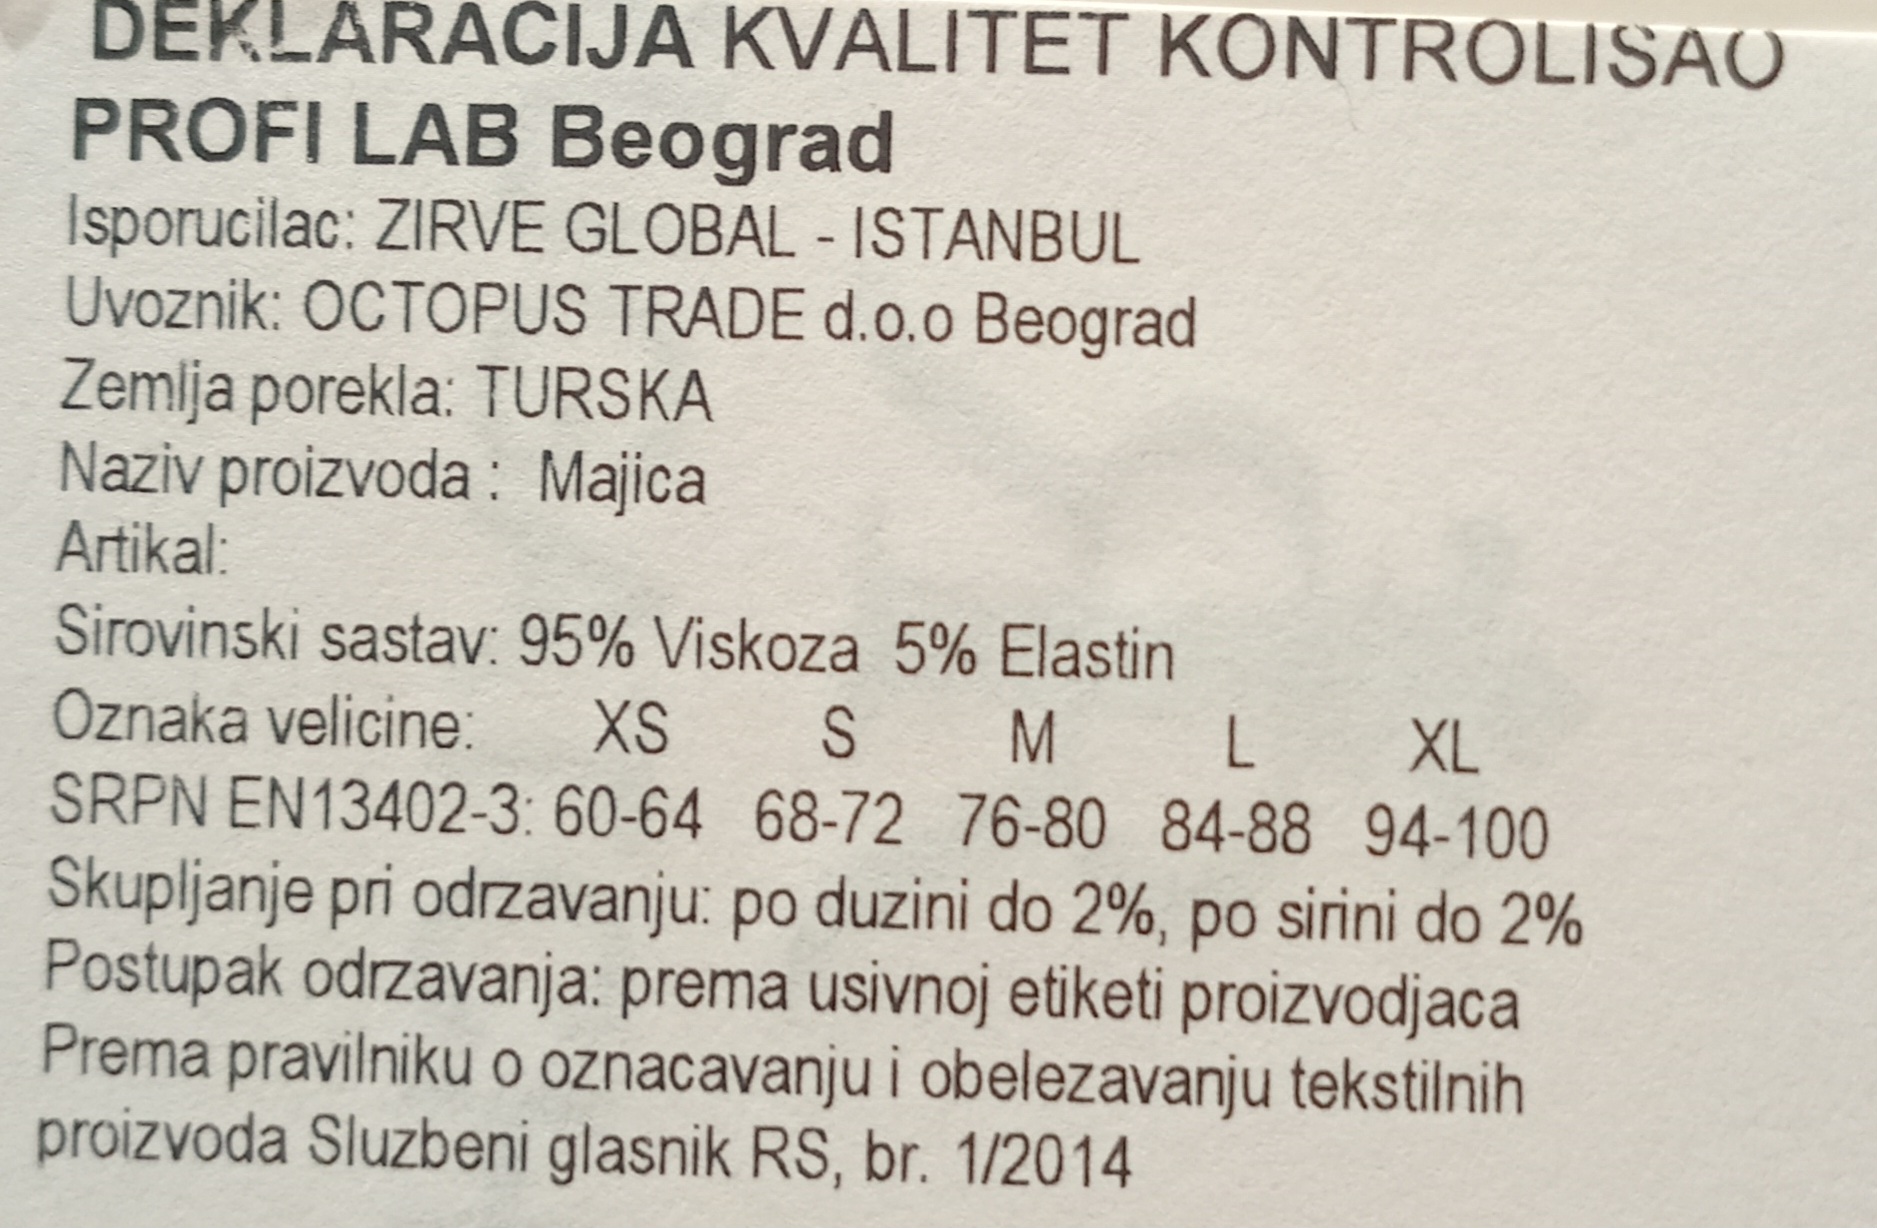 DEKLARACIJA KVALITET KONTROLISAO
PROFI LAB Beograd
Isporucilac: ZIRVE GLOBAL - ISTANBUL
Uvoznik: OCTOPUS TRADE d.o.o Beograd
Zemlja porekla: TURSKA
Naziv proizvoda : Majica
Artikal:
Sirovinski sastav: 95% Viskoza 5% Elastin
Oznaka velicine: XS S M L XL
SRPN EN13402-3: 60-64 68-72 76-80 84-88 94-100
Skupljanje pri odrzavanju: po duzini do 2%, po sirini do 2%
Postupak odrzavanja: prema usivnoj etiketi proizvodjaca
Prema pravilniku o oznacavanju i obelezavanju tekstilnih
proizvoda Sluzbeni glasnik RS, br. 1/2014